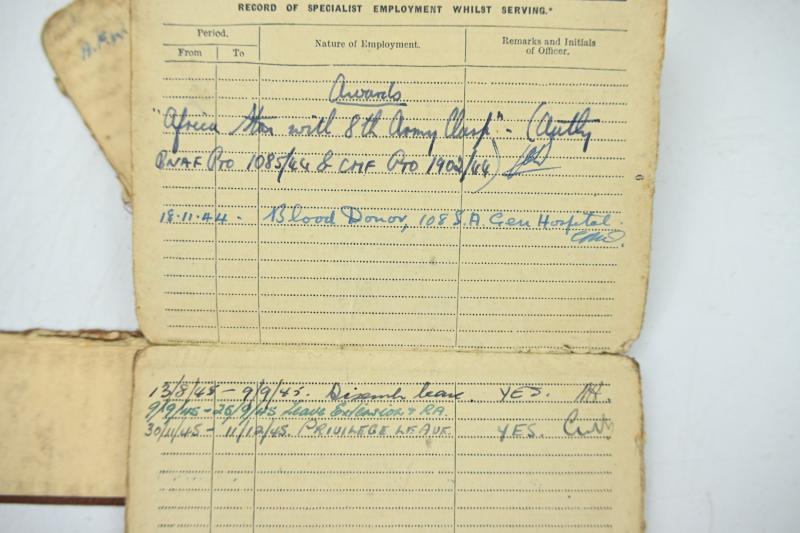 RECORD OF SPECIALIST EMPLOYMENT WHILST SERVING.*
Period.
Nature of Employment.
Remarks and Initials
of Officer.
From
To
Awards
"Africa Star with 8th Army Clasp" - (Authy
Pto 1085/44 & CMF Pto 1902/44)
18.11.44. Blood Donor, 108 S.A Gen Hospital.
13/8/45 - 9/9/45. Disemb leave. YES.
9/9/45 - 26/9/45 Leave Extension & RA
30/11/45 - 11/12/45. PRIVILEGE LEAVE YES.